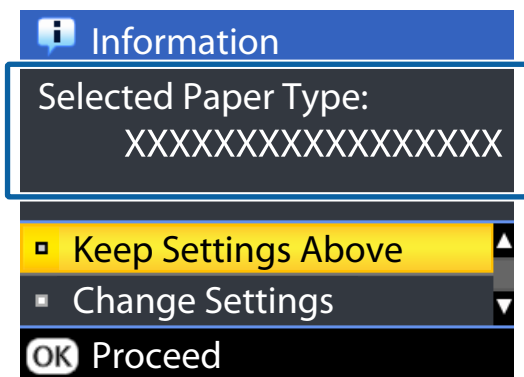 Information
Selected Paper Type:
XXXXXXXXXXXXXXXXX
Keep Settings Above
Change Settings
OK Proceed